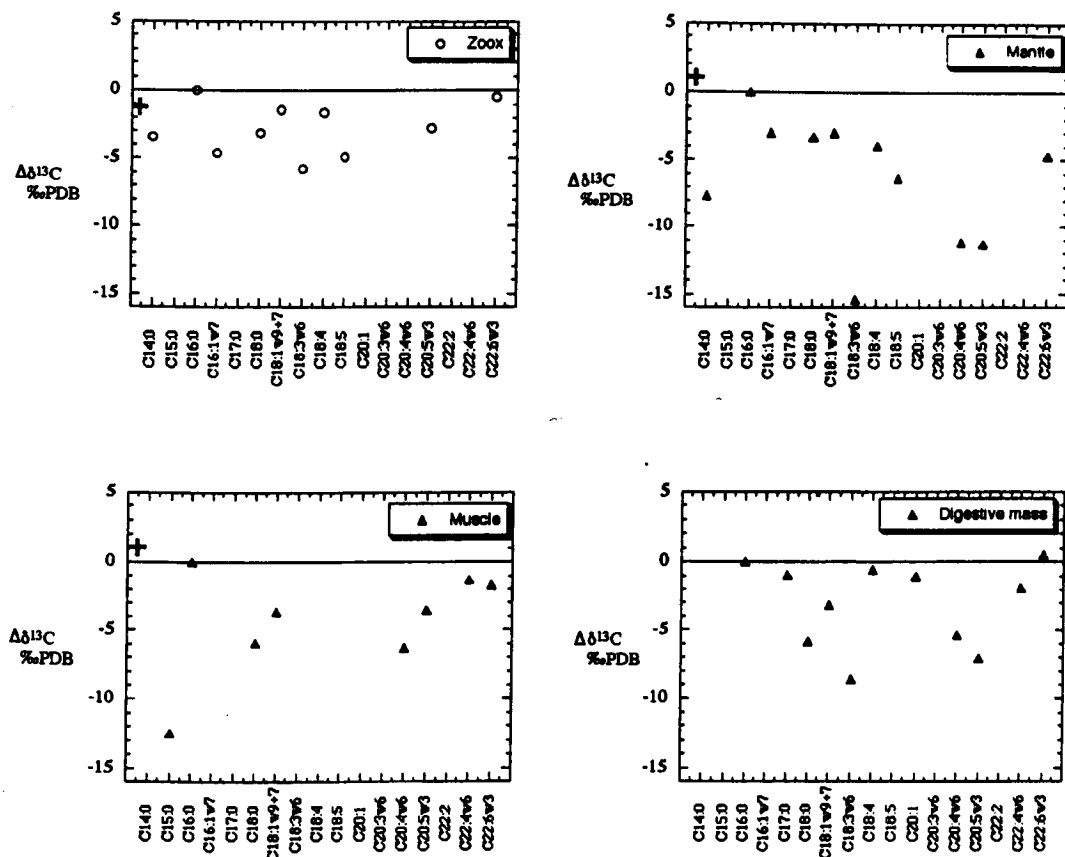 5
0
-5
-10
-15
Δδ¹³C
‰PDB
Zoox
C14:0
C15:0
C16:0
C16:1w7
C17:0
C18:0
C18:1w9+7
C18:3w6
C18:4
C18:5
C20:1
C20:3w6
C20:4w6
C20:5w3
C22:2
C22:4w6
C22:6w3
5
0
-5
-10
-15
Δδ¹³C
‰PDB
Mantle
C14:0
C15:0
C16:0
C16:1w7
C17:0
C18:0
C18:1w9+7
C18:3w6
C18:4
C18:5
C20:1
C20:3w6
C20:4w6
C20:5w3
C22:2
C22:4w6
C22:6w3
5
0
-5
-10
-15
Δδ¹³C
‰PDB
Muscle
C14:0
C15:0
C16:0
C16:1w7
C17:0
C18:0
C18:1w9+7
C18:3w6
C18:4
C18:5
C20:1
C20:3w6
C20:4w6
C20:5w3
C22:2
C22:4w6
C22:6w3
5
0
-5
-10
-15
Δδ¹³C
‰PDB
Digestive mass
C14:0
C15:0
C16:0
C16:1w7
C17:0
C18:0
C18:1w9+7
C18:3w6
C18:4
C18:5
C20:1
C20:3w6
C20:4w6
C20:5w3
C22:2
C22:4w6
C22:6w3